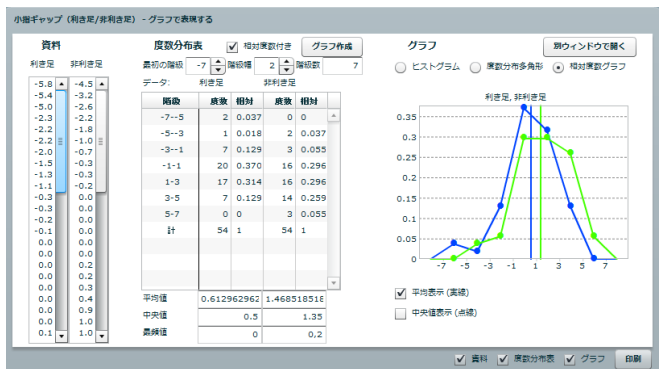 小指ギャップ（利き足/非利き足） - グラフで表現する
資料
利き足 非利き足
-5.8 -4.5
-5.4 -3.2
-5.0 -2.6
-2.3 -2.2
-2.2 -1.8
-2.2 -1.0
-2.0 -0.7
-1.5 -0.3
-1.3 -0.3
-1.1 -0.2
-0.3 0.0
-0.3 0.0
-0.2 0.0
-0.1 0.0
0.0 0.0
0.0 0.2
0.0 0.2
0.0 0.3
0.0 0.4
0.0 0.9
0.0 1.0
0.1 1.0
度数分布表 相対度数付き グラフ作成
最初の階級 -7 階級幅 2 階級数 7
データ: 利き足 非利き足
階段 度数 相対 度数 相対
-7--5 2 0.037 0 0
-5--3 1 0.018 2 0.037
-3--1 7 0.129 3 0.055
-1-1 20 0.370 16 0.296
1-3 17 0.314 16 0.296
3-5 7 0.129 14 0.259
5-7 0 0 3 0.055
計 54 1 54 1
平均値 0.612962962 1.468518518
中央値 0.5 1.35
最頻値 0 0.2
グラフ 別ウィンドウで開く
ヒストグラム 度数分布多角形 相対度数グラフ
利き足, 非利き足
0.35
0.3
0.25
0.2
0.15
0.1
0.05
0
-7 -5 -3 -1 1 3 5 7
平均表示 (実線)
中央値表示 (点線)
資料 度数分布表 グラフ 印刷